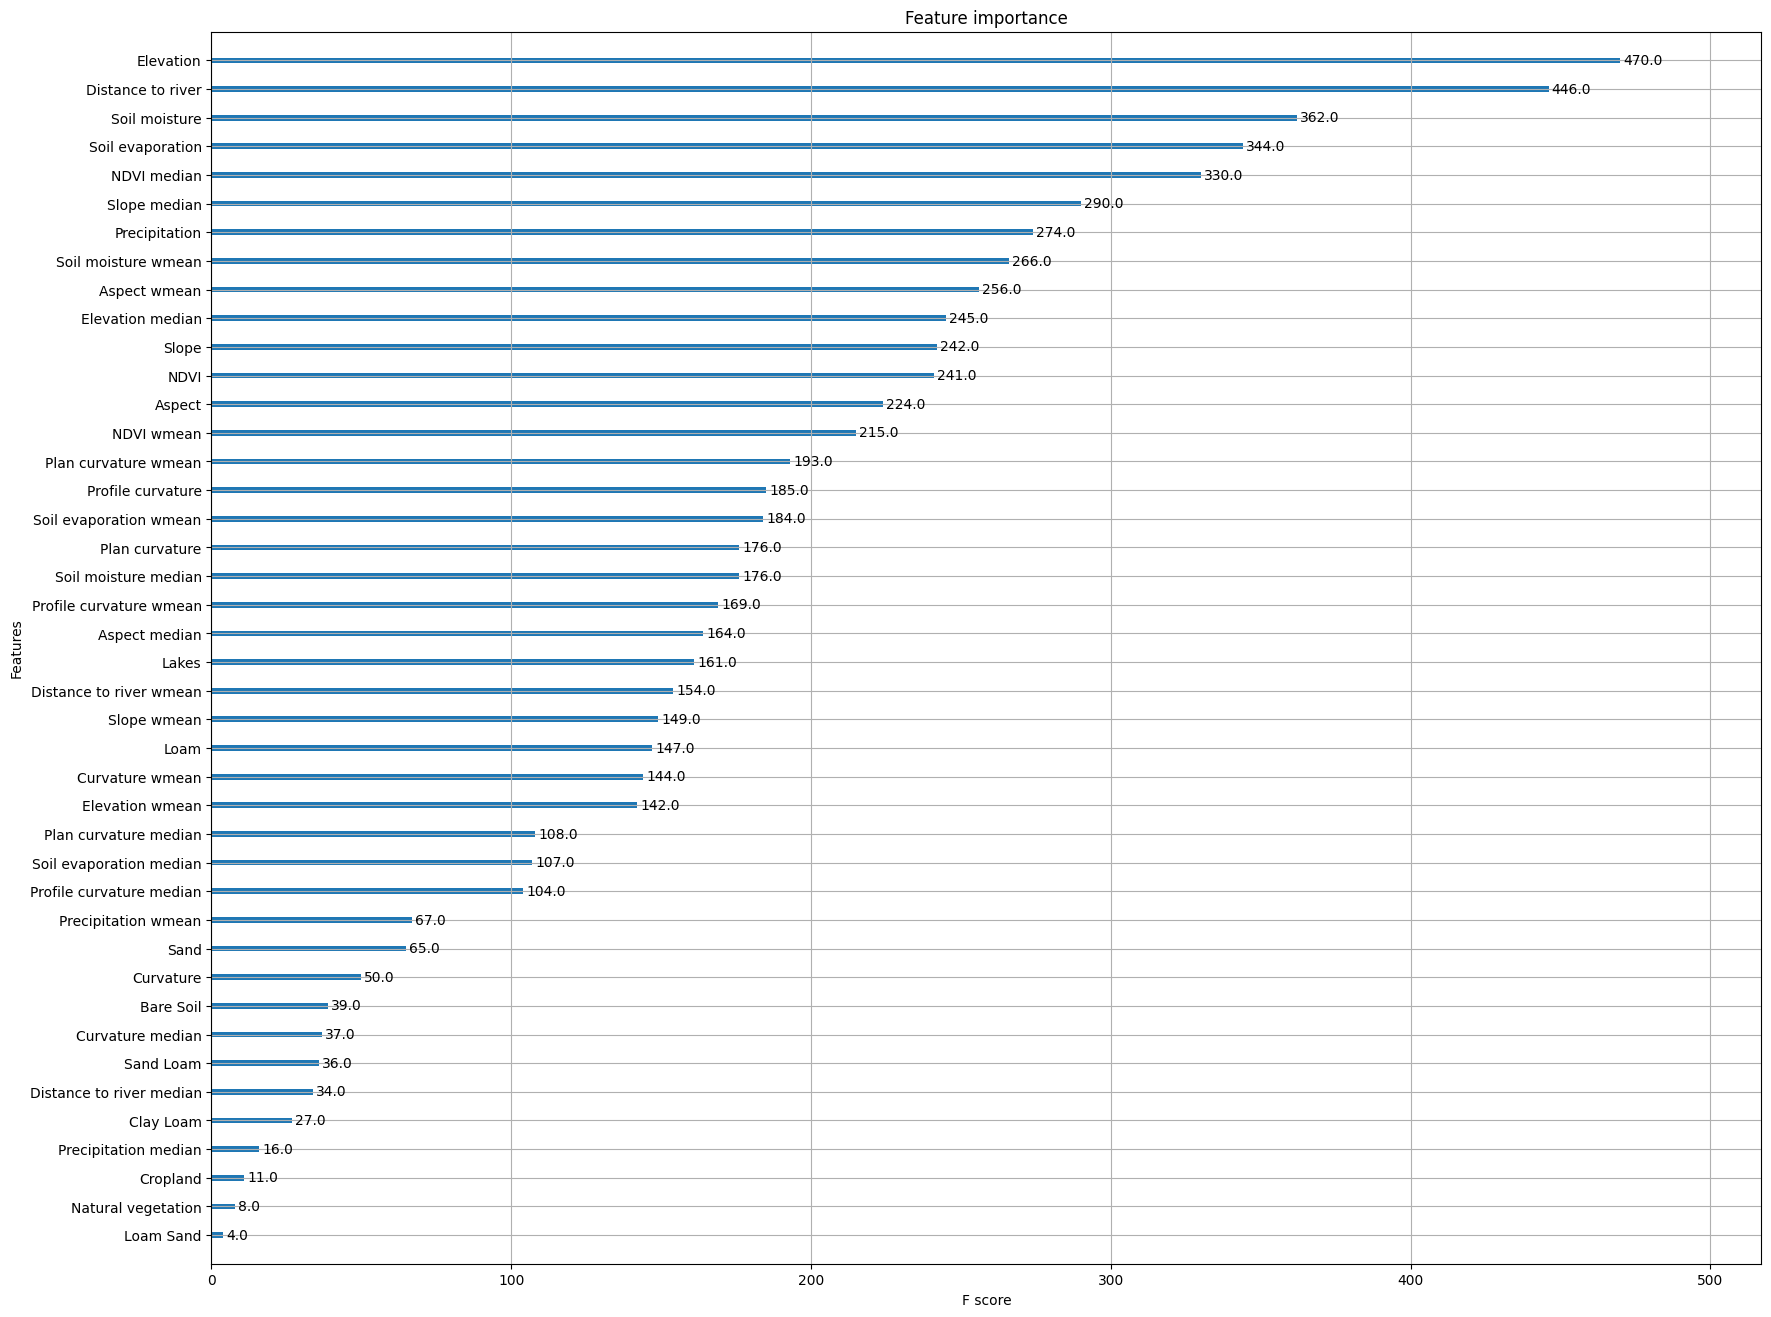 Feature importance
Elevation 470.0
Distance to river 446.0
Soil moisture 362.0
Soil evaporation 344.0
NDVI median 330.0
Slope median 290.0
Precipitation 274.0
Soil moisture wmean 266.0
Aspect wmean 256.0
Elevation median 245.0
Slope 242.0
NDVI 241.0
Aspect 224.0
NDVI wmean 215.0
Plan curvature wmean 193.0
Profile curvature 185.0
Soil evaporation wmean 184.0
Plan curvature 176.0
Soil moisture median 176.0
Profile curvature wmean 169.0
Aspect median 164.0
Lakes 161.0
Distance to river wmean 154.0
Slope wmean 149.0
Loam 147.0
Curvature wmean 144.0
Elevation wmean 142.0
Plan curvature median 108.0
Soil evaporation median 107.0
Profile curvature median 104.0
Precipitation wmean 67.0
Sand 65.0
Curvature 50.0
Bare Soil 39.0
Curvature median 37.0
Sand Loam 36.0
Distance to river median 34.0
Clay Loam 27.0
Precipitation median 16.0
Cropland 11.0
Natural vegetation 8.0
Loam Sand 4.0
Features
0 100 200 300 400 500
F score